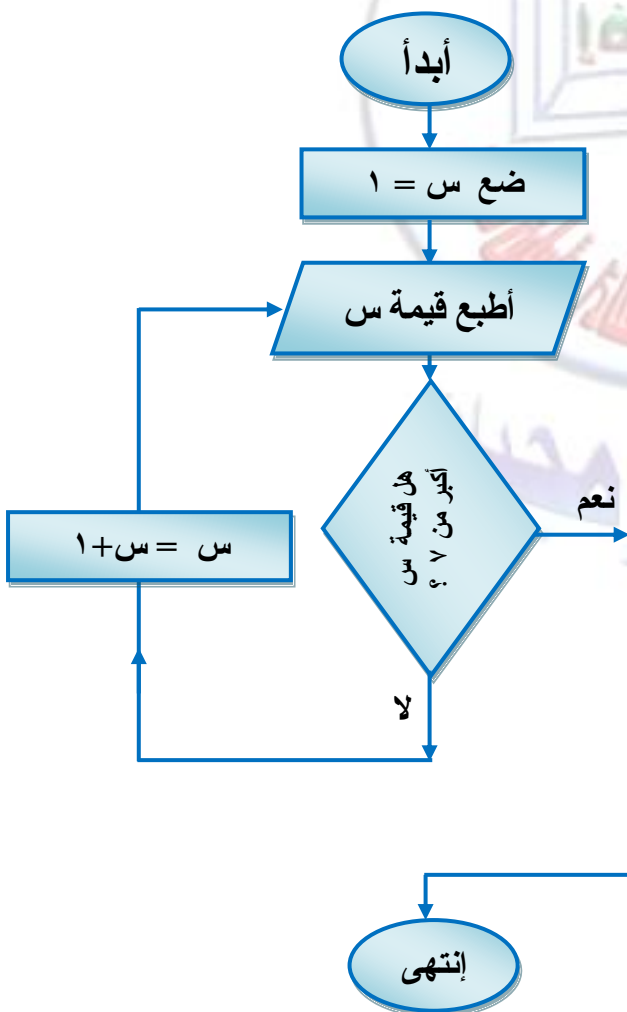 أبدأ
ضع س = ١
أطبع قيمة س
هل قيمة س
أكبر من ٧ ؟
نعم
س = س+١
لا
إنتهى